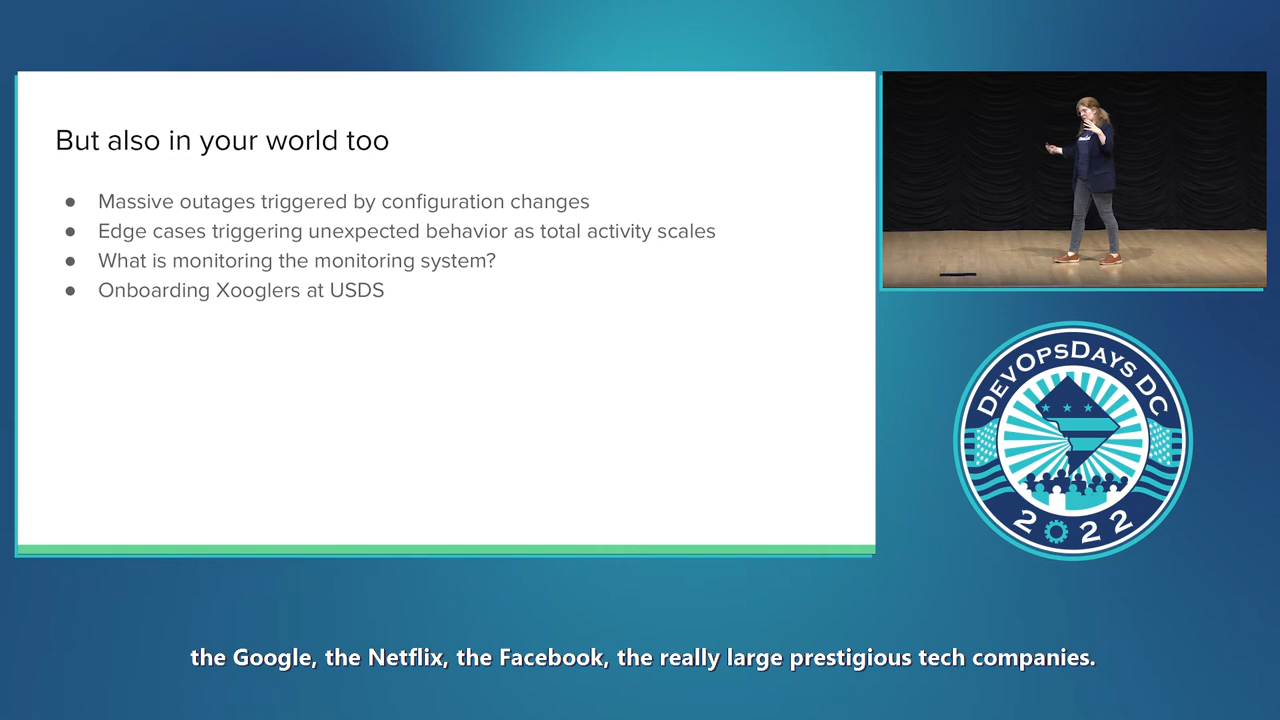 But also in your world too
● Massive outages triggered by configuration changes
● Edge cases triggering unexpected behavior as total activity scales
● What is monitoring the monitoring system?
● Onboarding Xooglers at USDS
DevOpsDays DC
2022
the Google, the Netflix, the Facebook, the really large prestigious tech companies.